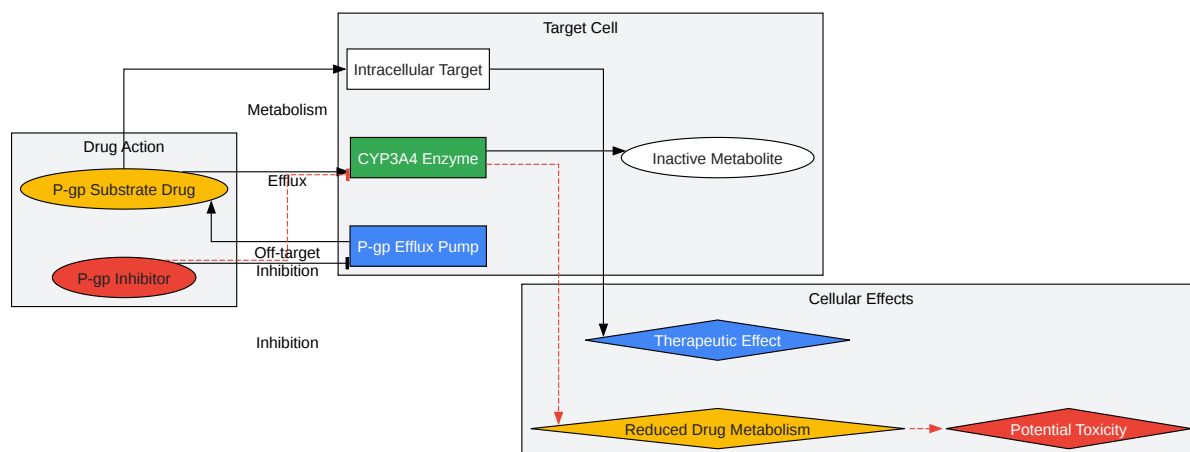 Target Cell
Intracellular Target
Metabolism
Drug Action
CYP3A4 Enzyme
Inactive Metabolite
P-gp Substrate Drug
Efflux
P-gp Efflux Pump
Off-target
Inhibition
P-gp Inhibitor
Cellular Effects
Inhibition
Therapeutic Effect
Reduced Drug Metabolism
Potential Toxicity